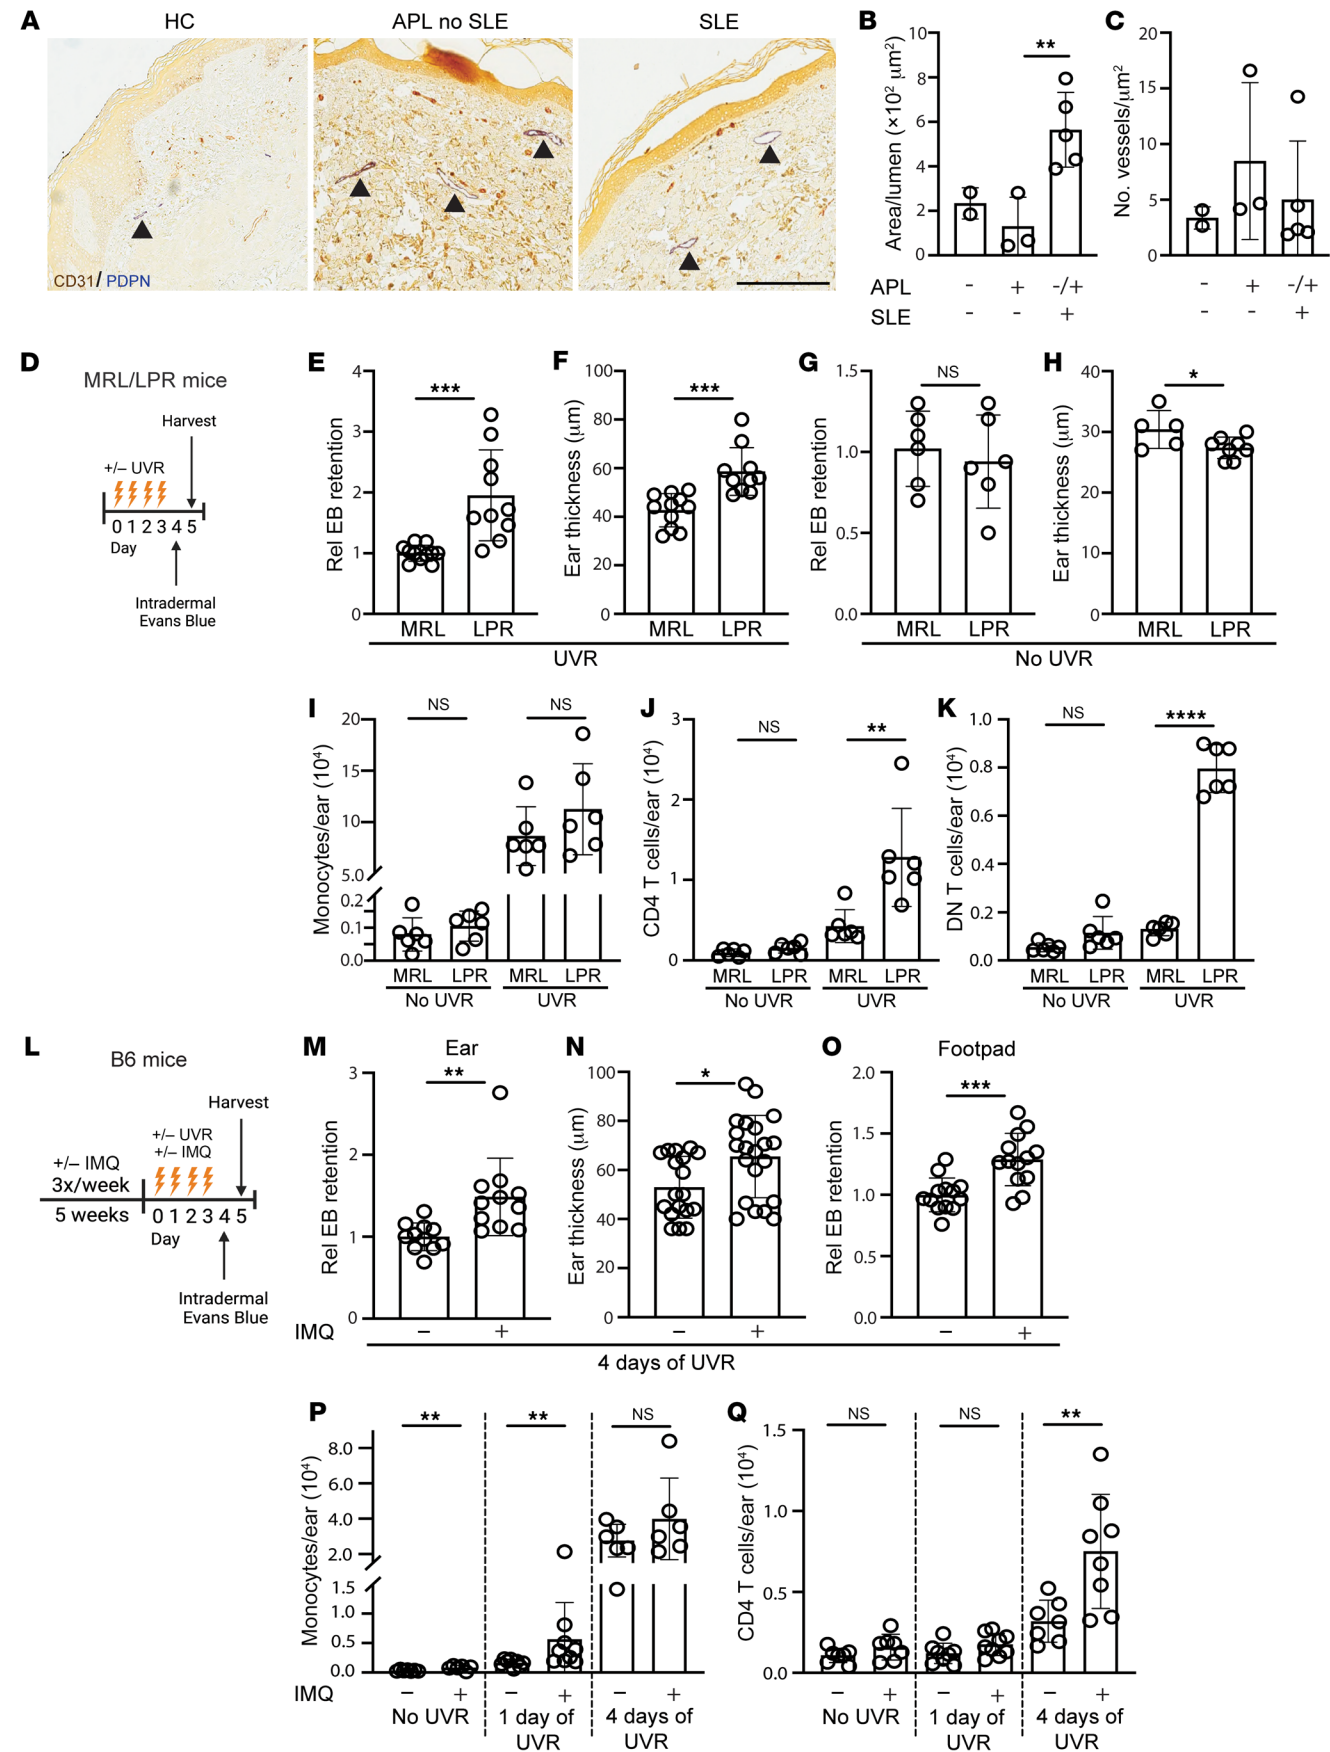 A
HC
APL no SLE
SLE
CD31/ PDPN
B
Area/lumen (×10² μm²)
10
8
6
4
2
0
**
APL - + -/+
SLE - - +
C
No. vessels/μm²
20
15
10
5
0
- + -/+
- - +
D
MRL/LPR mice
Harvest
+/– UVR
0 1 2 3 4 5
Day
Intradermal
Evans Blue
E
Rel EB retention
4
3
2
1
0
***
MRL LPR
F
Ear thickness (μm)
100
80
60
40
20
0
***
MRL LPR
UVR
G
Rel EB retention
1.5
1.0
0.5
0.0
NS
MRL LPR
H
Ear thickness (μm)
40
30
20
10
0
*
MRL LPR
No UVR
I
Monocytes/ear (10⁴)
20
15
10
5.0
0.2
0.1
0.0
NS NS
MRL LPR MRL LPR
No UVR UVR
J
CD4 T cells/ear (10⁴)
3
2
1
0
NS **
MRL LPR MRL LPR
No UVR UVR
K
DN T cells/ear (10⁴)
1.0
0.8
0.6
0.4
0.2
0.0
NS ****
MRL LPR MRL LPR
No UVR UVR
L
B6 mice
Harvest
+/– UVR
+/– IMQ
+/– IMQ
3x/week
5 weeks
0 1 2 3 4 5
Day
Intradermal
Evans Blue
M
Ear
Rel EB retention
3
2
1
0
**
IMQ – +
N
Ear thickness (μm)
100
80
60
40
20
0
*
– +
O
Footpad
Rel EB retention
2.0
1.5
1.0
0.5
0.0
***
– +
4 days of UVR
P
Monocytes/ear (10⁴)
8.0
6.0
4.0
2.0
1.5
1.0
0.5
0.0
** ** NS
IMQ – + – + – +
No UVR 1 day of 4 days of
UVR UVR
Q
CD4 T cells/ear (10⁴)
1.5
1.0
0.5
0.0
NS NS **
– + – + – +
No UVR 1 day of 4 days of
UVR UVR